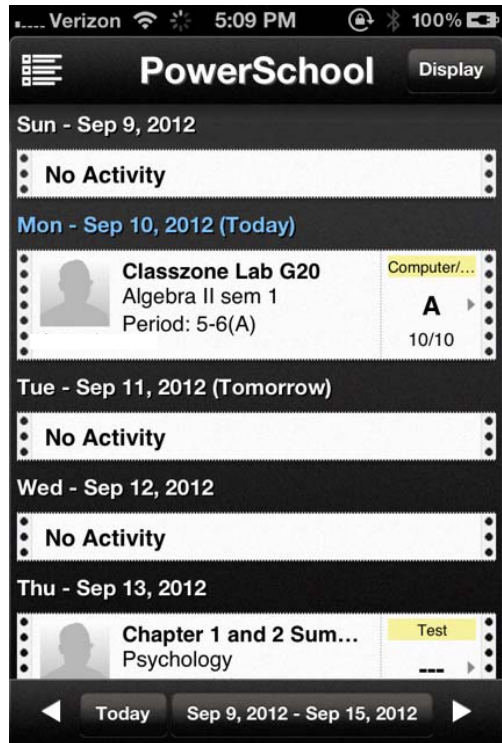 Verizon 5:09 PM 100%
PowerSchool Display
Sun - Sep 9, 2012
No Activity
Mon - Sep 10, 2012 (Today)
Classzone Lab G20
Algebra II sem 1
Period: 5-6(A)
Computer/...
A
10/10
Tue - Sep 11, 2012 (Tomorrow)
No Activity
Wed - Sep 12, 2012
No Activity
Thu - Sep 13, 2012
Chapter 1 and 2 Sum...
Psychology
Test
---
Today Sep 9, 2012 - Sep 15, 2012